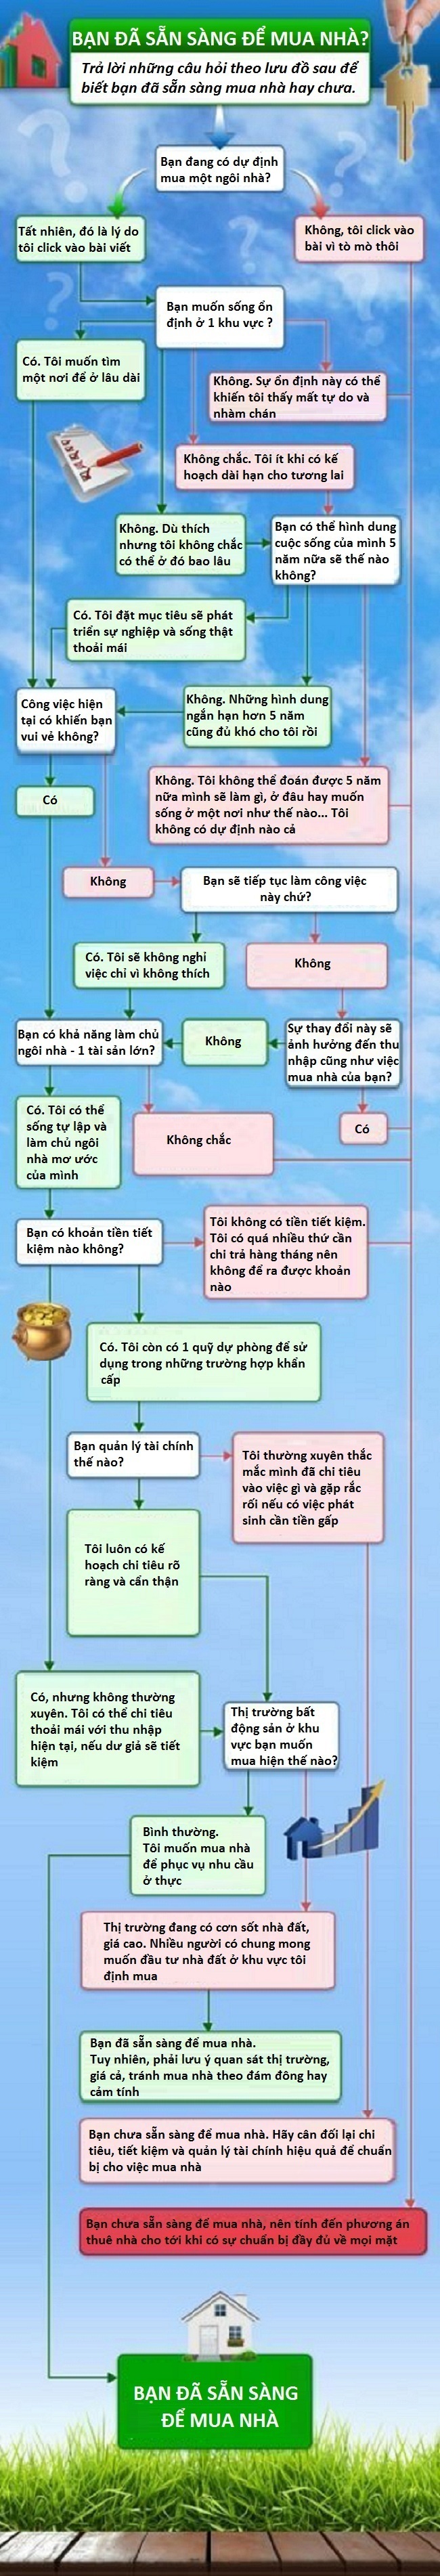 BẠN ĐÃ SẴN SÀNG ĐỂ MUA NHÀ?
Trả lời những câu hỏi theo lưu đồ sau để
biết bạn đã sẵn sàng mua nhà hay chưa.
Bạn đang có dự định
mua một ngôi nhà?
Tất nhiên, đó là lý do
tôi click vào bài viết
Không, tôi click vào
bài vì tò mò thôi
Bạn muốn sống ổn
định ở 1 khu vực ?
Có. Tôi muốn tìm
một nơi để ở lâu dài
Không. Sự ổn định này có thể
khiến tôi thấy mất tự do và
nhàm chán
Không chắc. Tôi ít khi có kế
hoạch dài hạn cho tương lai
Không. Dù thích
nhưng tôi không chắc
có thể ở đó bao lâu
Bạn có thể hình dung
cuộc sống của mình 5
năm nữa sẽ thế nào
không?
Có. Tôi đặt mục tiêu sẽ phát
triển sự nghiệp và sống thật
thoải mái
Công việc hiện
tại có khiến bạn
vui vẻ không?
Không. Những hình dung
ngắn hạn hơn 5 năm
cũng đủ khó cho tôi rồi
Có
Không. Tôi không thể đoán được 5 năm
nữa mình sẽ làm gì, ở đâu hay muốn
sống ở một nơi như thế nào... Tôi
không có dự định nào cả
Không
Bạn sẽ tiếp tục làm công việc
này chứ?
Có. Tôi sẽ không nghỉ
việc chỉ vì không thích
Không
Bạn có khả năng làm chủ
ngôi nhà - 1 tài sản lớn?
Không
Sự thay đổi này sẽ
ảnh hưởng đến thu
nhập cũng như việc
mua nhà của bạn?
Có. Tôi có thể
sống tự lập và
làm chủ ngôi
nhà mơ ước
của mình
Không chắc
Có
Bạn có khoản tiền tiết
kiệm nào không?
Tôi không có tiền tiết kiệm.
Tôi có quá nhiều thứ cần
chi trả hàng tháng nên
không để ra được khoản
nào
Có. Tôi còn có 1 quỹ dự phòng để sử
dụng trong những trường hợp khẩn
cấp
Bạn quản lý tài chính
thế nào?
Tôi thường xuyên thắc
mắc mình đã chi tiêu
vào việc gì và gặp rắc
rối nếu có việc phát
sinh cần tiền gấp
Tôi luôn có kế
hoạch chi tiêu rõ
ràng và cẩn thận
Có, nhưng không thường
xuyên. Tôi có thể chi tiêu
thoải mái với thu nhập
hiện tại, nếu dư giả sẽ tiết
kiệm
Thị trường bất
động sản ở khu
vực bạn muốn
mua hiện thế nào?
Bình thường.
Tôi muốn mua nhà
để phục vụ nhu cầu
ở thực
Thị trường đang có cơn sốt nhà đất,
giá cao. Nhiều người có chung mong
muốn đầu tư nhà đất ở khu vực tôi
định mua
Bạn đã sẵn sàng để mua nhà.
Tuy nhiên, phải lưu ý quan sát thị trường,
giá cả, tránh mua nhà theo đám đông hay
cảm tính
Bạn chưa sẵn sàng để mua nhà. Hãy cân đối lại chi
tiêu, tiết kiệm và quản lý tài chính hiệu quả để chuẩn
bị cho việc mua nhà
Bạn chưa sẵn sàng để mua nhà, nên tính đến phương án
thuê nhà cho tới khi có sự chuẩn bị đầy đủ về mọi mặt
BẠN ĐÃ SẴN SÀNG
ĐỂ MUA NHÀ